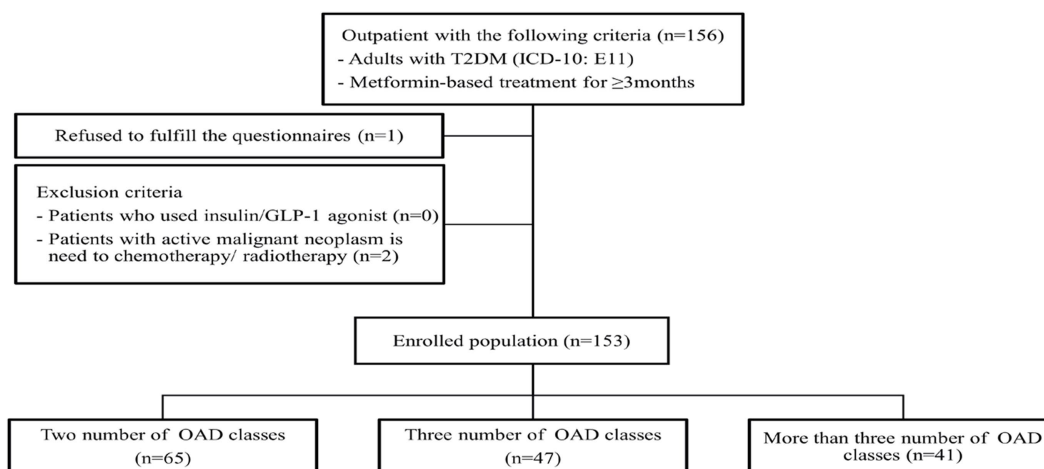 Outpatient with the following criteria (n=156)
- Adults with T2DM (ICD-10: E11)
- Metformin-based treatment for ≥3months
Refused to fulfill the questionnaires (n=1)
Exclusion criteria
- Patients who used insulin/GLP-1 agonist (n=0)
- Patients with active malignant neoplasm is
need to chemotherapy/ radiotherapy (n=2)
Enrolled population (n=153)
Two number of OAD classes
(n=65)
Three number of OAD classes
(n=47)
More than three number of OAD
classes (n=41)